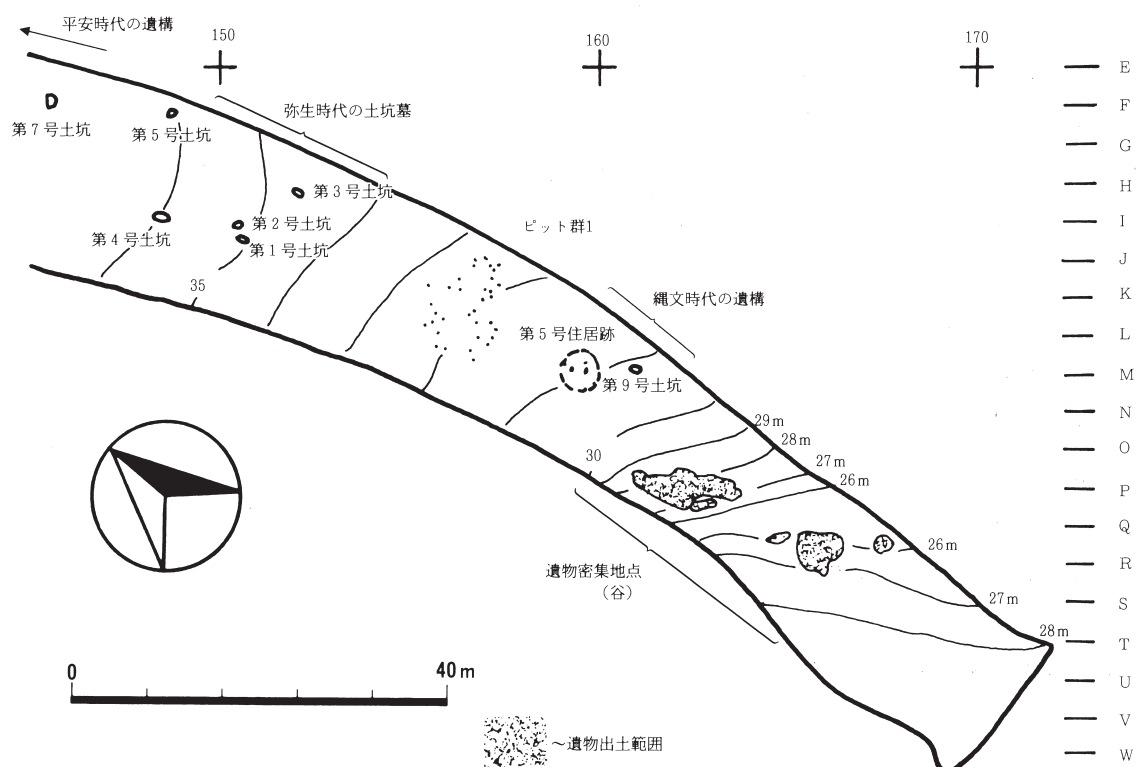 平安時代の遺構
150
160
170
E
F
G
H
I
J
K
L
M
N
O
P
Q
R
S
T
U
V
W
第7号土坑
第5号土坑
弥生時代の土坑墓
第3号土坑
第2号土坑
第4号土坑
第1号土坑
35
ピット群1
縄文時代の遺構
第5号住居跡
第9号土坑
29m
28m
27m
26m
30
26m
27m
28m
遺物密集地点
(谷)
0
40m
～遺物出土範囲